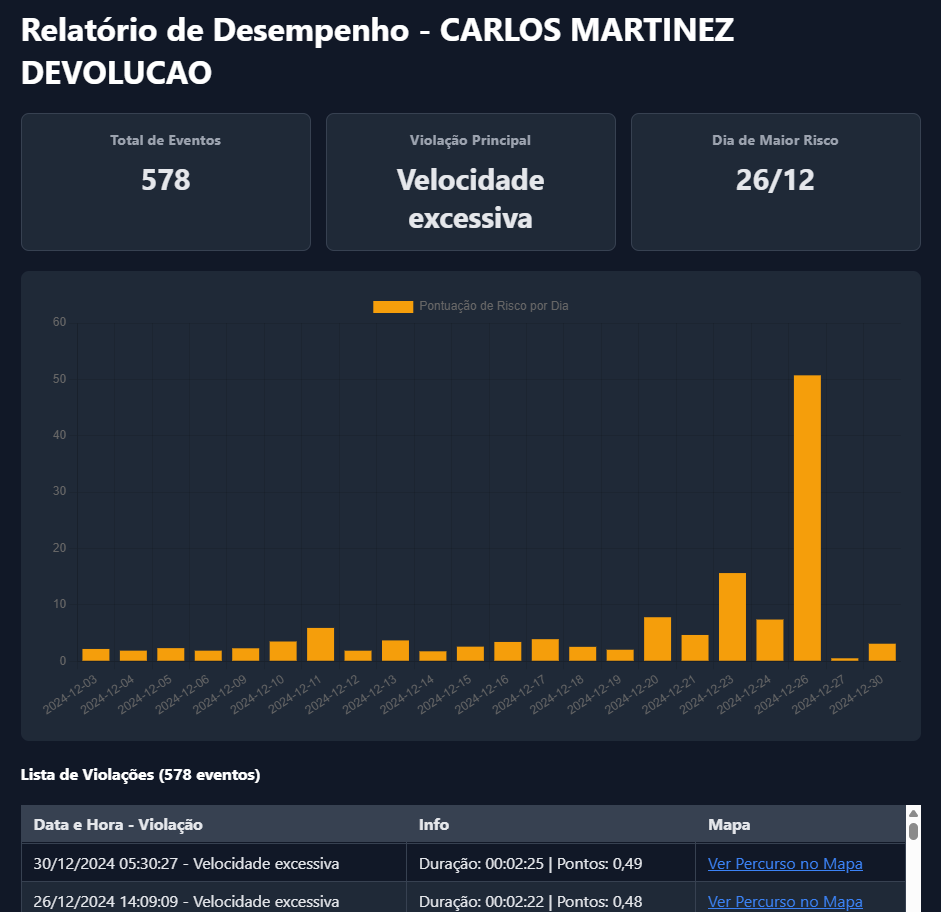 Relatório de Desempenho - CARLOS MARTINEZ
DEVOLUCAO
Total de Eventos
578
Violação Principal
Velocidade
excessiva
Dia de Maior Risco
26/12
Pontuação de Risco por Dia
60
50
40
30
20
10
0
2024-12-03
2024-12-04
2024-12-05
2024-12-06
2024-12-09
2024-12-10
2024-12-11
2024-12-12
2024-12-13
2024-12-14
2024-12-15
2024-12-16
2024-12-17
2024-12-18
2024-12-19
2024-12-20
2024-12-21
2024-12-23
2024-12-24
2024-12-26
2024-12-27
2024-12-30
Lista de Violações (578 eventos)
Data e Hora - Violação Info Mapa
30/12/2024 05:30:27 - Velocidade excessiva Duração: 00:02:25 | Pontos: 0,49 Ver Percurso no Mapa
26/12/2024 14:09:09 - Velocidade excessiva Duração: 00:02:22 | Pontos: 0,48 Ver Percurso no Mapa